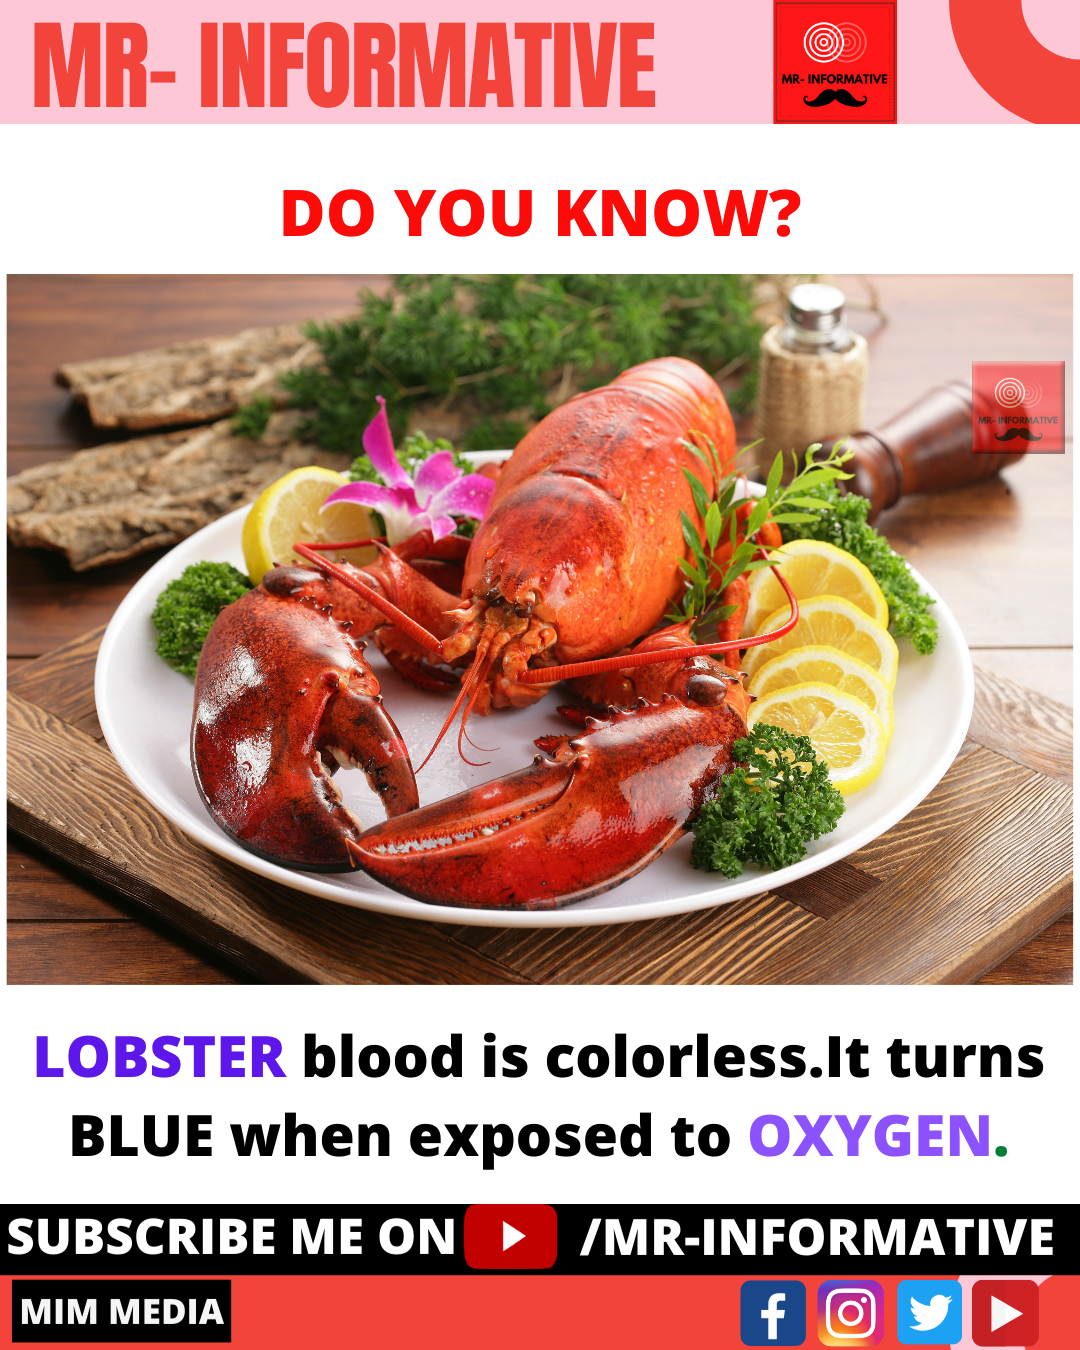 MR- INFORMATIVE
MR- INFORMATIVE
DO YOU KNOW?
MR- INFORMATIVE
LOBSTER blood is colorless.It turns
BLUE when exposed to OXYGEN.
SUBSCRIBE ME ON /MR-INFORMATIVE
MIM MEDIA